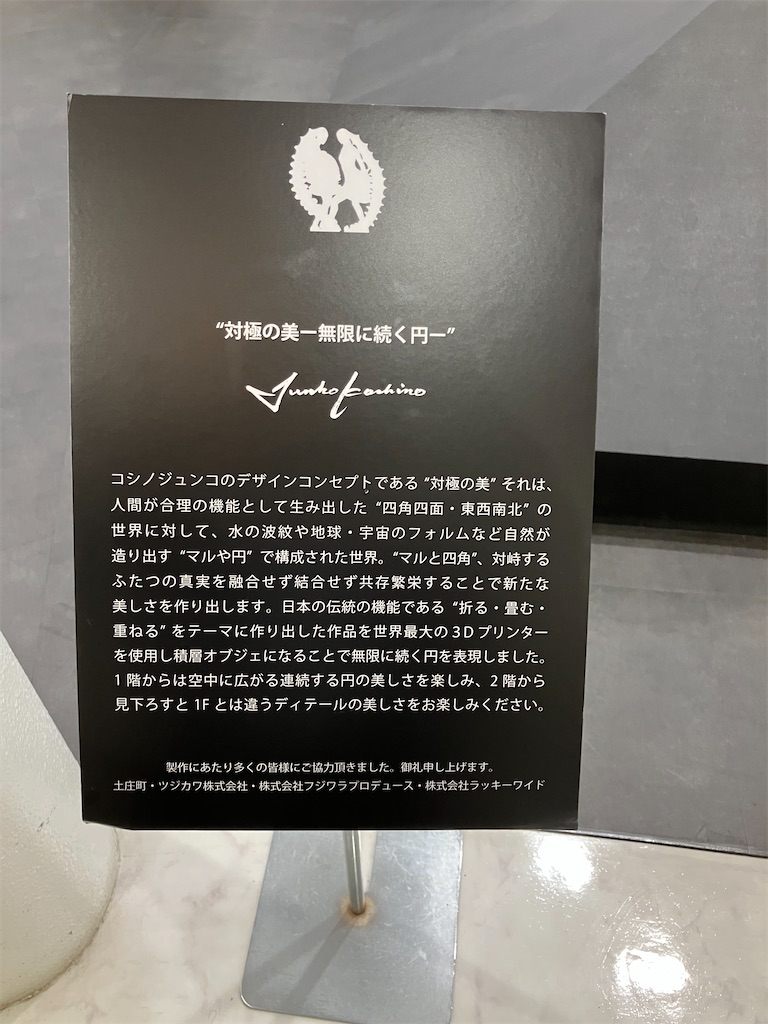 “対極の美ー無限に続く円ー”
Junko Koshino
コシノジュンコのデザインコンセプトである “対極の美” それは、
人間が合理の機能として生み出した “四角四面・東西南北” の
世界に対して、水の波紋や地球・宇宙のフォルムなど自然が
造り出す “マルや円” で構成された世界。“マルと四角”、対峙する
ふたつの真実を融合せず結合せず共存繁栄することで新たな
美しさを作り出します。日本の伝統の機能である “折る・畳む・
重ねる” をテーマに作り出した作品を世界最大の3Dプリンター
を使用し積層オブジェになることで無限に続く円を表現しました。
1階からは空中に広がる連続する円の美しさを楽しみ、2階から
見下ろすと1Fとは違うディテールの美しさをお楽しみください。
製作にあたり多くの皆様にご協力頂きました。御礼申し上げます。
土庄町・ツジカワ株式会社・株式会社フジワラプロデュース・株式会社ラッキーワイド